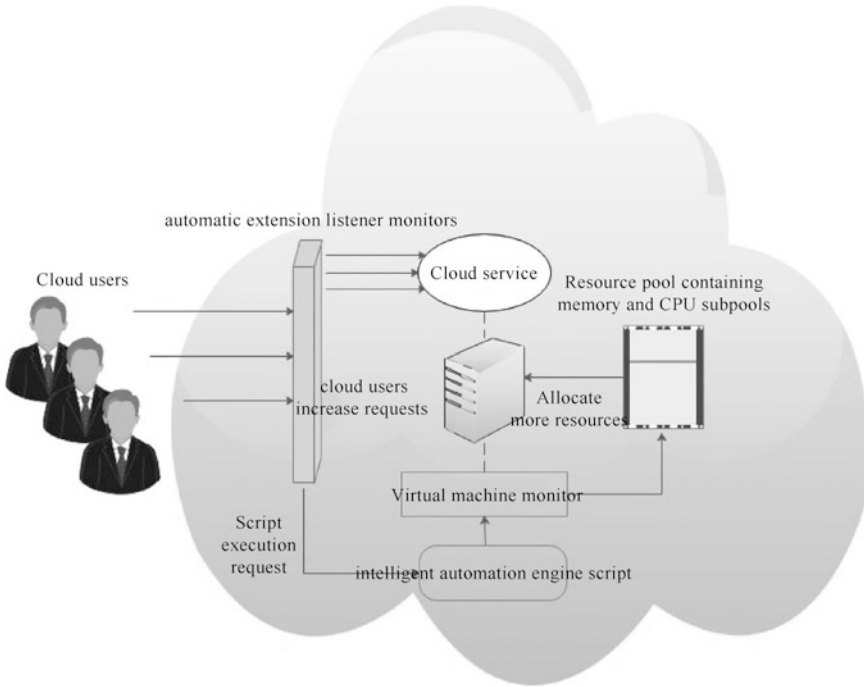 automatic extension listener monitors
Cloud users
Cloud service
Resource pool containing
memory and CPU subpools
cloud users
increase requests
Allocate
more resources
Virtual machine monitor
Script
execution
request
intelligent automation engine script